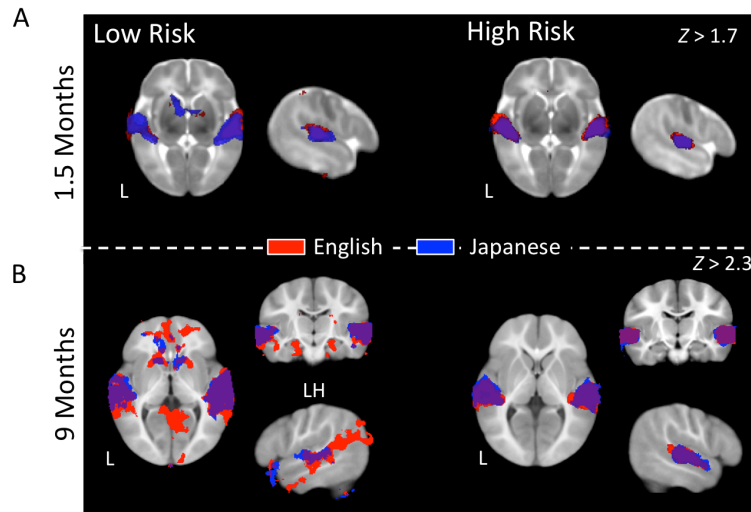 A
Low Risk
High Risk
Z > 1.7
1.5 Months
L
L
English
Japanese
B
Z > 2.3
9 Months
LH
L
L